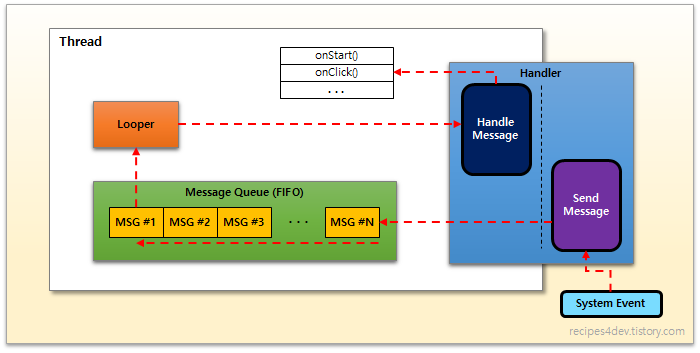 Thread
onStart()
onClick()
. . .
Handler
Looper
Handle
Message
Message Queue (FIFO)
MSG #1 MSG #2 MSG #3 . . . MSG #N
Send
Message
System Event
recipes4dev.tistory.com